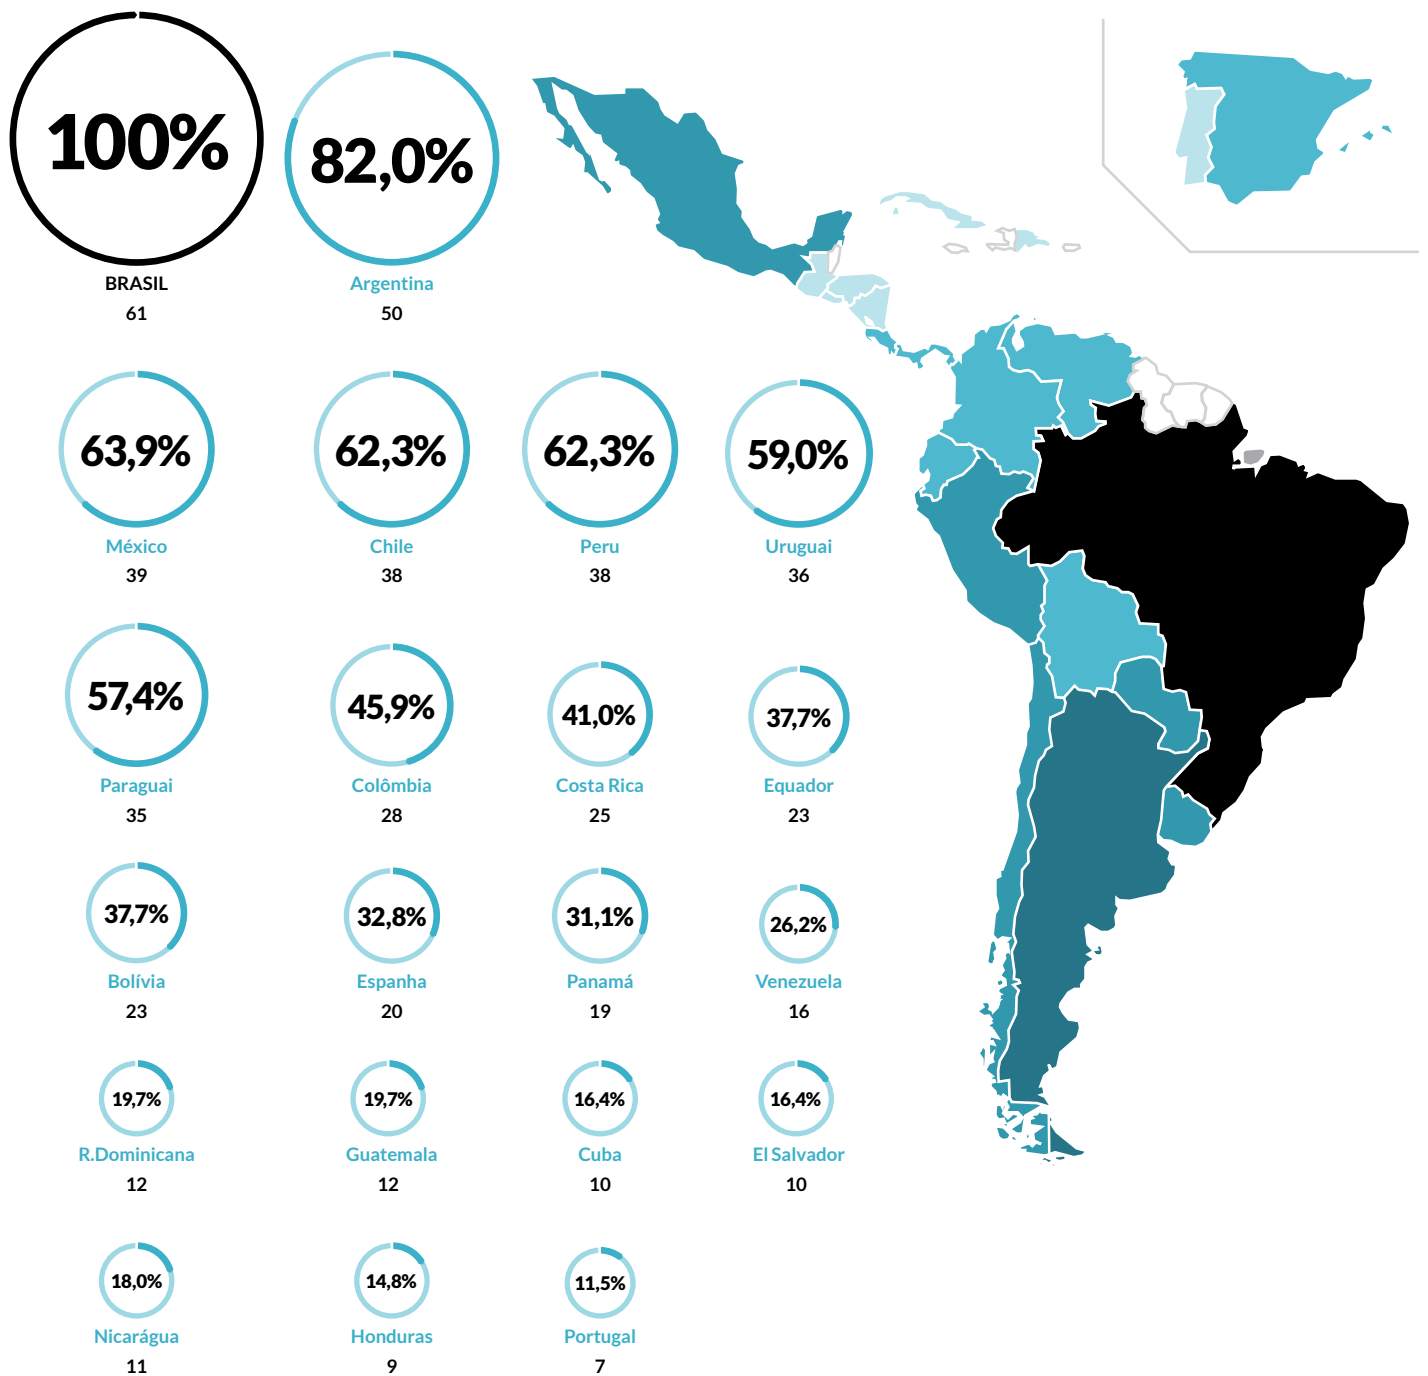 100%
BRASIL
61
82,0%
Argentina
50
63,9%
México
39
62,3%
Chile
38
62,3%
Peru
38
59,0%
Uruguai
36
57,4%
Paraguai
35
45,9%
Colômbia
28
41,0%
Costa Rica
25
37,7%
Equador
23
37,7%
Bolívia
23
32,8%
Espanha
20
31,1%
Panamá
19
26,2%
Venezuela
16
19,7%
R.Dominicana
12
19,7%
Guatemala
12
16,4%
Cuba
10
16,4%
El Salvador
10
18,0%
Nicarágua
11
14,8%
Honduras
9
11,5%
Portugal
7